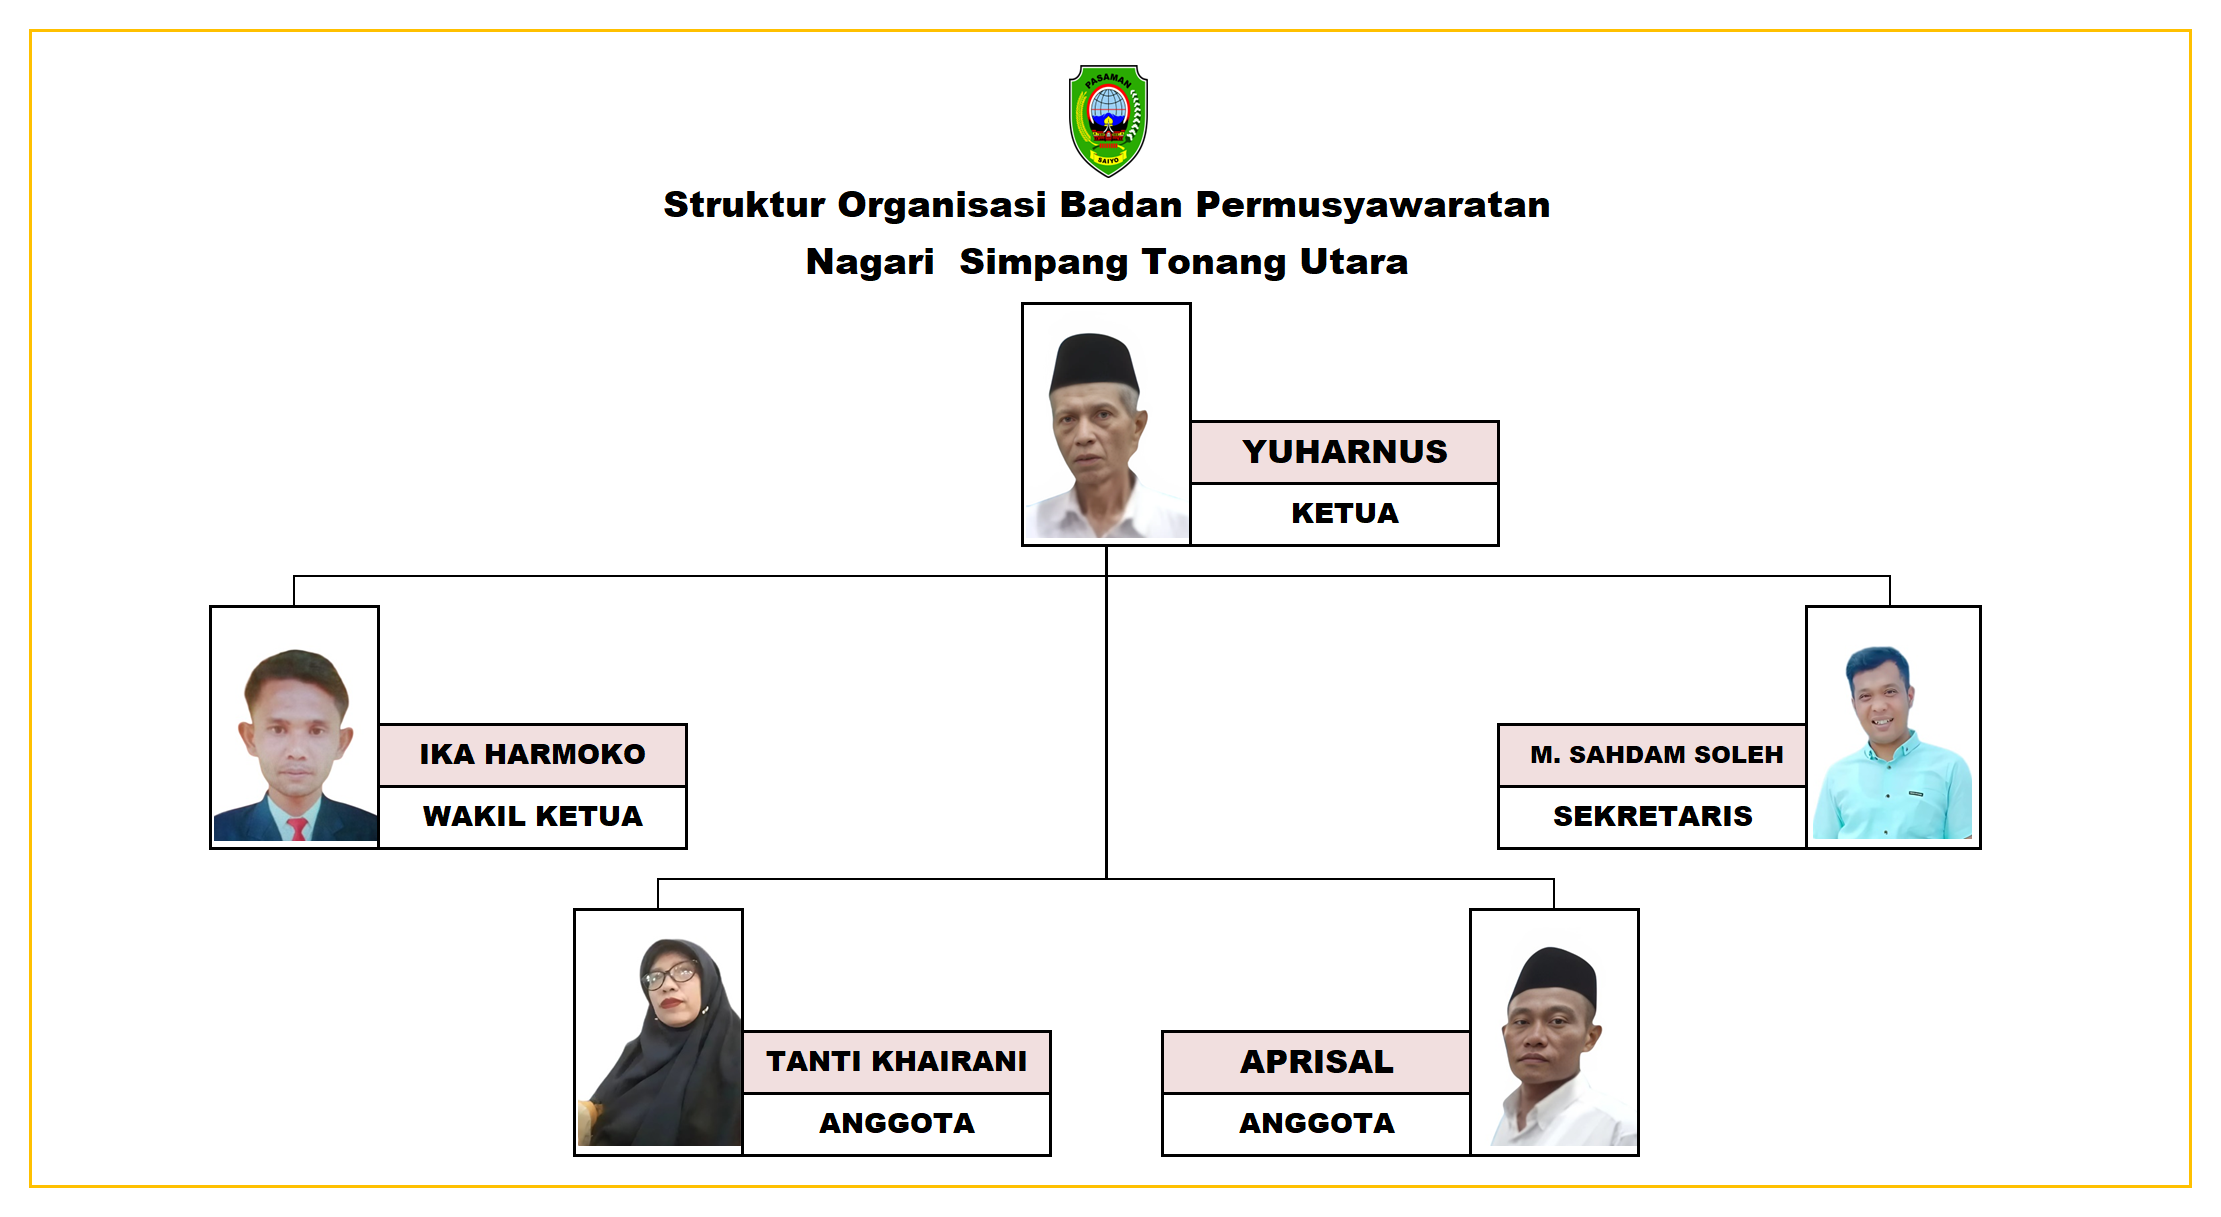 PASAMAN
SAIYO
Struktur Organisasi Badan Permusyawaratan
Nagari  Simpang Tonang Utara
YUHARNUS
KETUA
IKA HARMOKO
WAKIL KETUA
M. SAHDAM SOLEH
SEKRETARIS
TANTI KHAIRANI
ANGGOTA
APRISAL
ANGGOTA